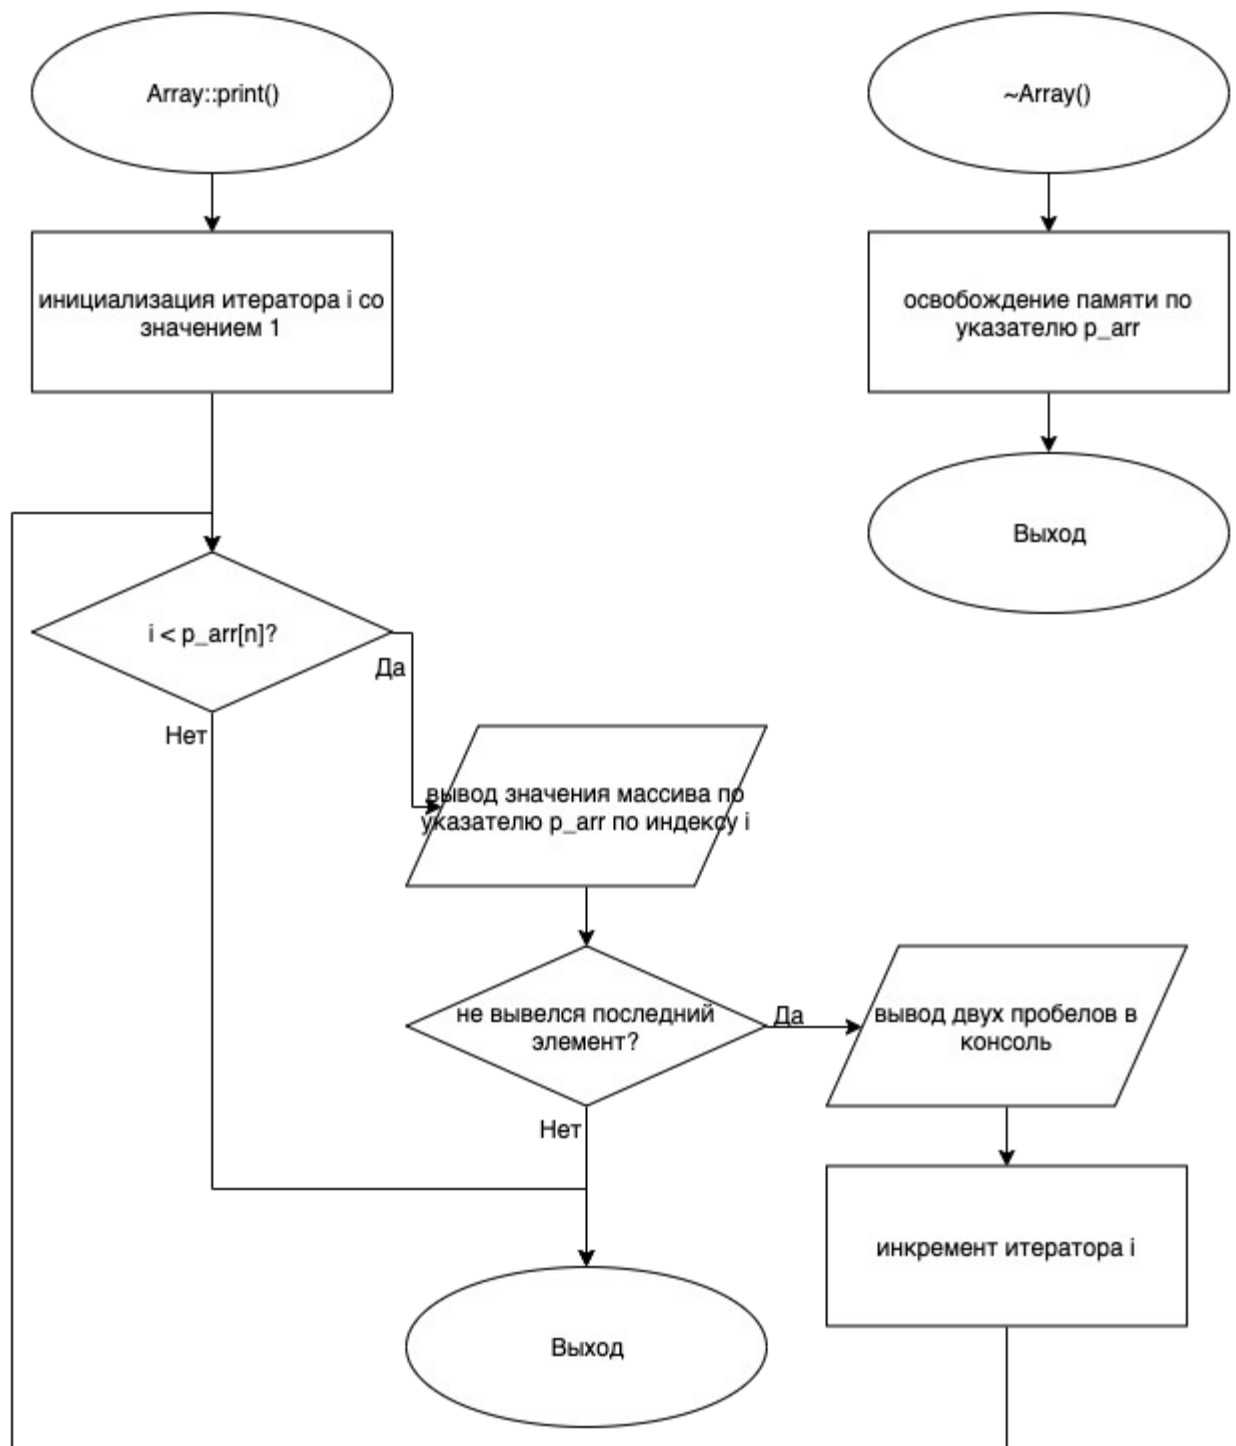 Array::print()
инициализация итератора i со
значением 1
i < p_arr[n]?
Да
Нет
вывод значения массива по
указателю p_arr по индексу i
не вывелся последний
элемент?
Да
Нет
вывод двух пробелов в
консоль
инкремент итератора i
Выход
~Array()
освобождение памяти по
указателю p_arr
Выход